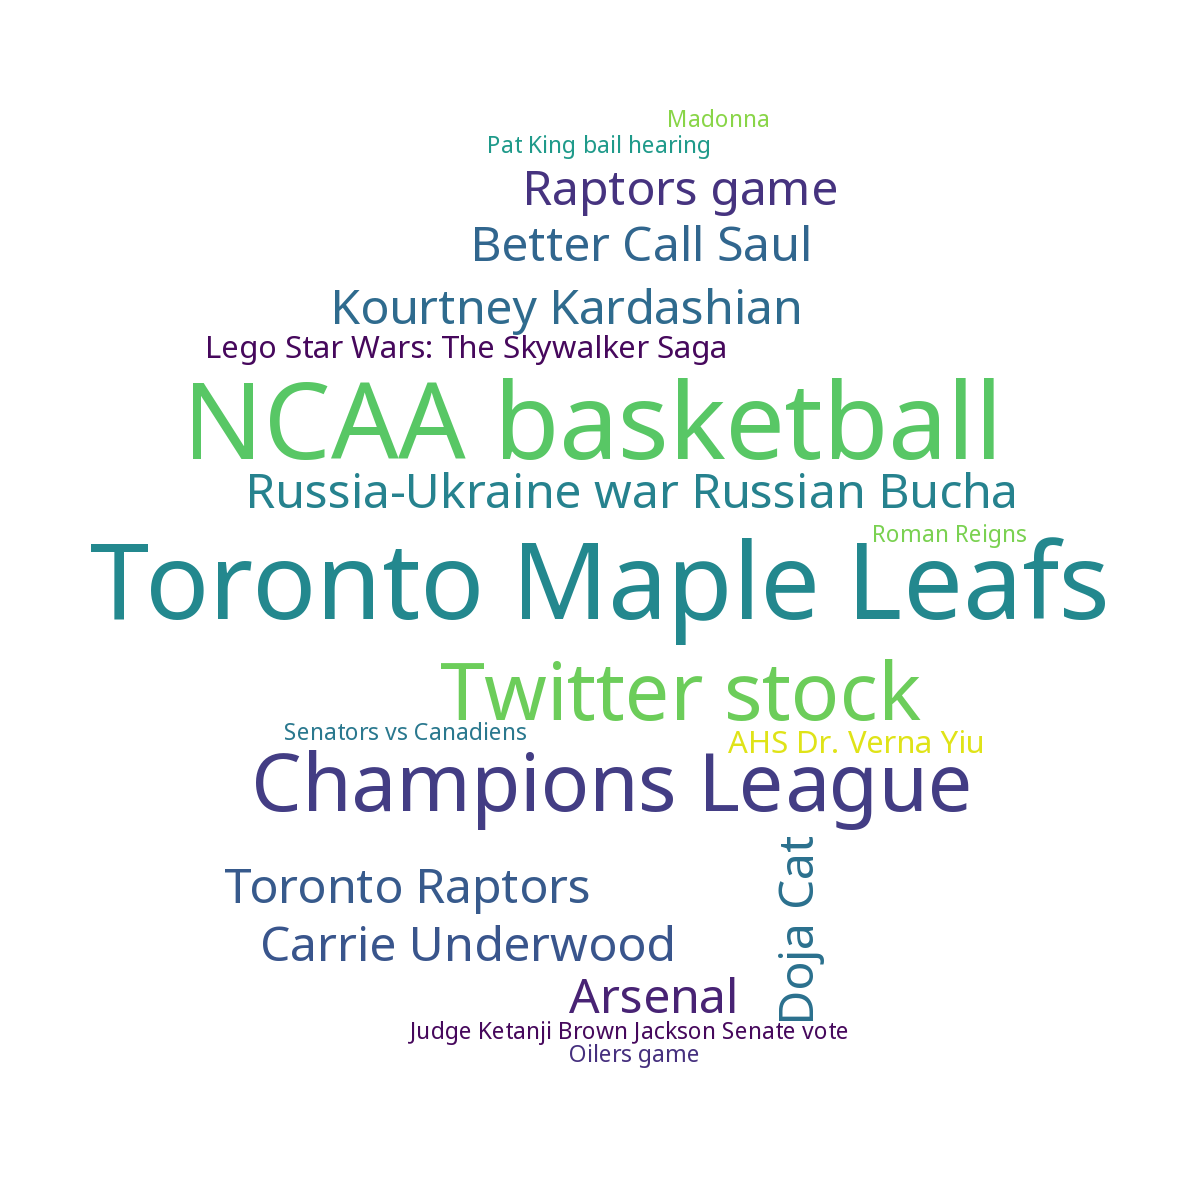 Madonna
Pat King bail hearing
Raptors game
Better Call Saul
Kourtney Kardashian
Lego Star Wars: The Skywalker Saga
NCAA basketball
Russia-Ukraine war Russian Bucha
Roman Reigns
Toronto Maple Leafs
Twitter stock
Senators vs Canadiens
AHS Dr. Verna Yiu
Champions League
Doja Cat
Toronto Raptors
Carrie Underwood
Arsenal
Judge Ketanji Brown Jackson Senate vote
Oilers game